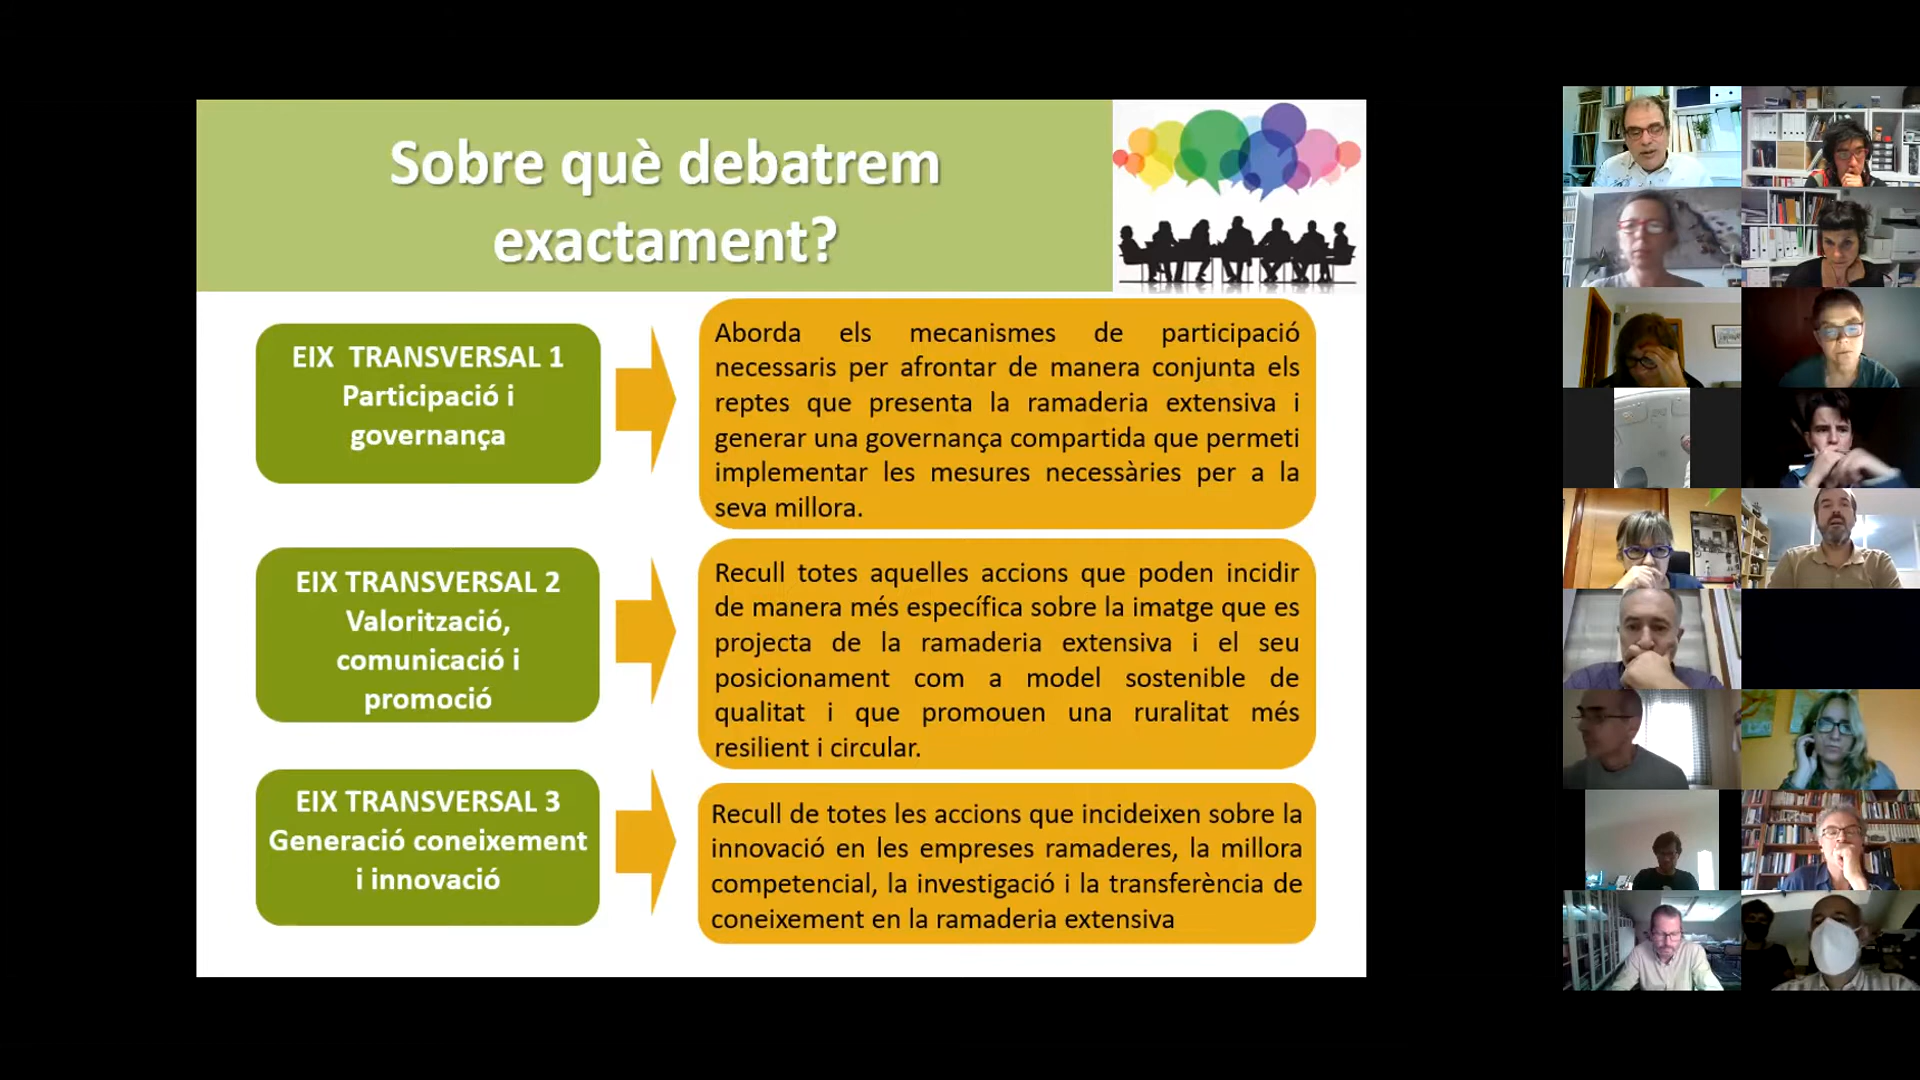 Sobre què debatrem
exactament?
EIX TRANSVERSAL 1
Participació i
governança
Aborda els mecanismes de participació
necessaris per afrontar de manera conjunta els
reptes que presenta la ramaderia extensiva i
generar una governança compartida que permeti
implementar les mesures necessàries per a la
seva millora.
EIX TRANSVERSAL 2
Valorització,
comunicació i
promoció
Recull totes aquelles accions que poden incidir
de manera més específica sobre la imatge que es
projecta de la ramaderia extensiva i el seu
posicionament com a model sostenible de
qualitat i que promouen una ruralitat més
resilient i circular.
EIX TRANSVERSAL 3
Generació coneixement
i innovació
Recull de totes les accions que incideixen sobre la
innovació en les empreses ramaderes, la millora
competencial, la investigació i la transferència de
coneixement en la ramaderia extensiva